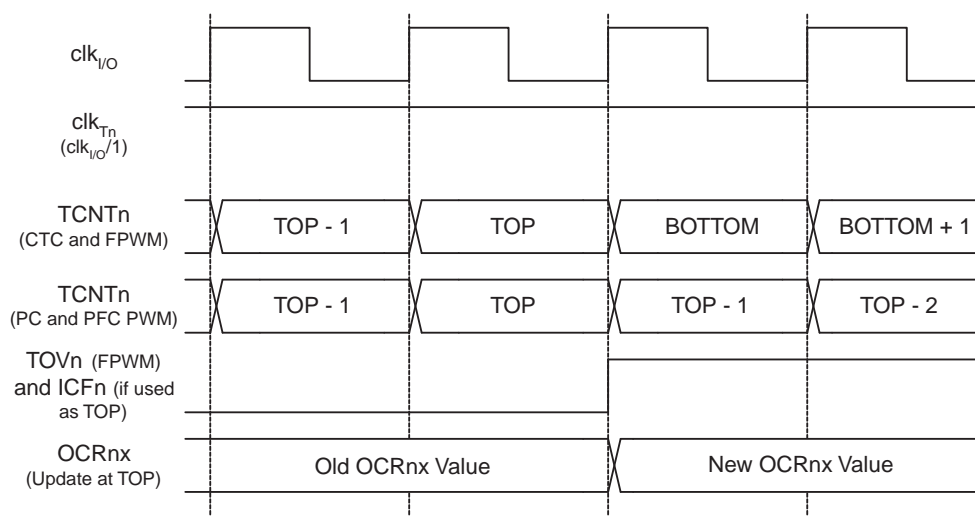 clkI/O
clkTn
(clkI/O/1)
TCNTn
(CTC and FPWM)
TOP - 1
TOP
BOTTOM
BOTTOM + 1
TCNTn
(PC and PFC PWM)
TOP - 1
TOP
TOP - 1
TOP - 2
TOVn (FPWM)
and ICFn (if used
as TOP)
OCRnx
(Update at TOP)
Old OCRnx Value
New OCRnx Value